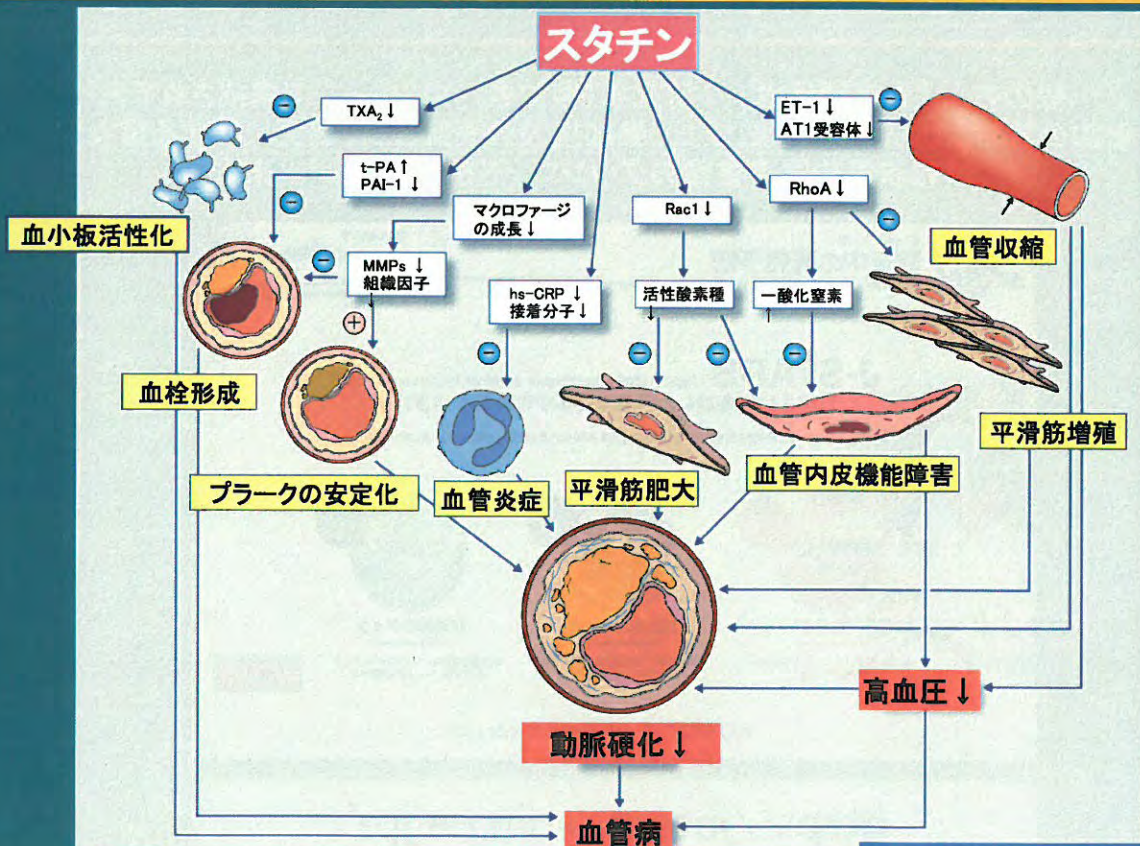 スタチン
TXA₂↓
ET-1↓
AT1受容体↓
t-PA↑
PAI-1↓
マクロファージ
の成長↓
Rac1↓
RhoA↓
血小板活性化
血管収縮
MMPs↓
組織因子
↓
hs-CRP↓
接着分子↓
活性酸素種
↓
一酸化窒素
↑
血栓形成
プラークの安定化
血管炎症
平滑筋肥大
血管内皮機能障害
平滑筋増殖
高血圧↓
動脈硬化↓
血管病